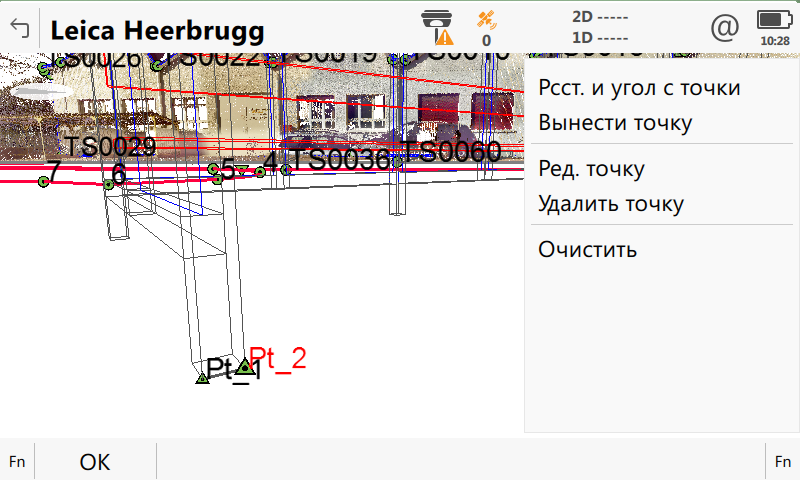 Leica Heerbrugg
0
2D -----
1D -----
@
10:28
TS0026
TS0022
TS0019
TS0029
TS0036
TS0060
7
6
5
4
Pt_1
Pt_2
Рсст. и угол с точки
Вынести точку
Ред. точку
Удалить точку
Очистить
Fn
OK
Fn